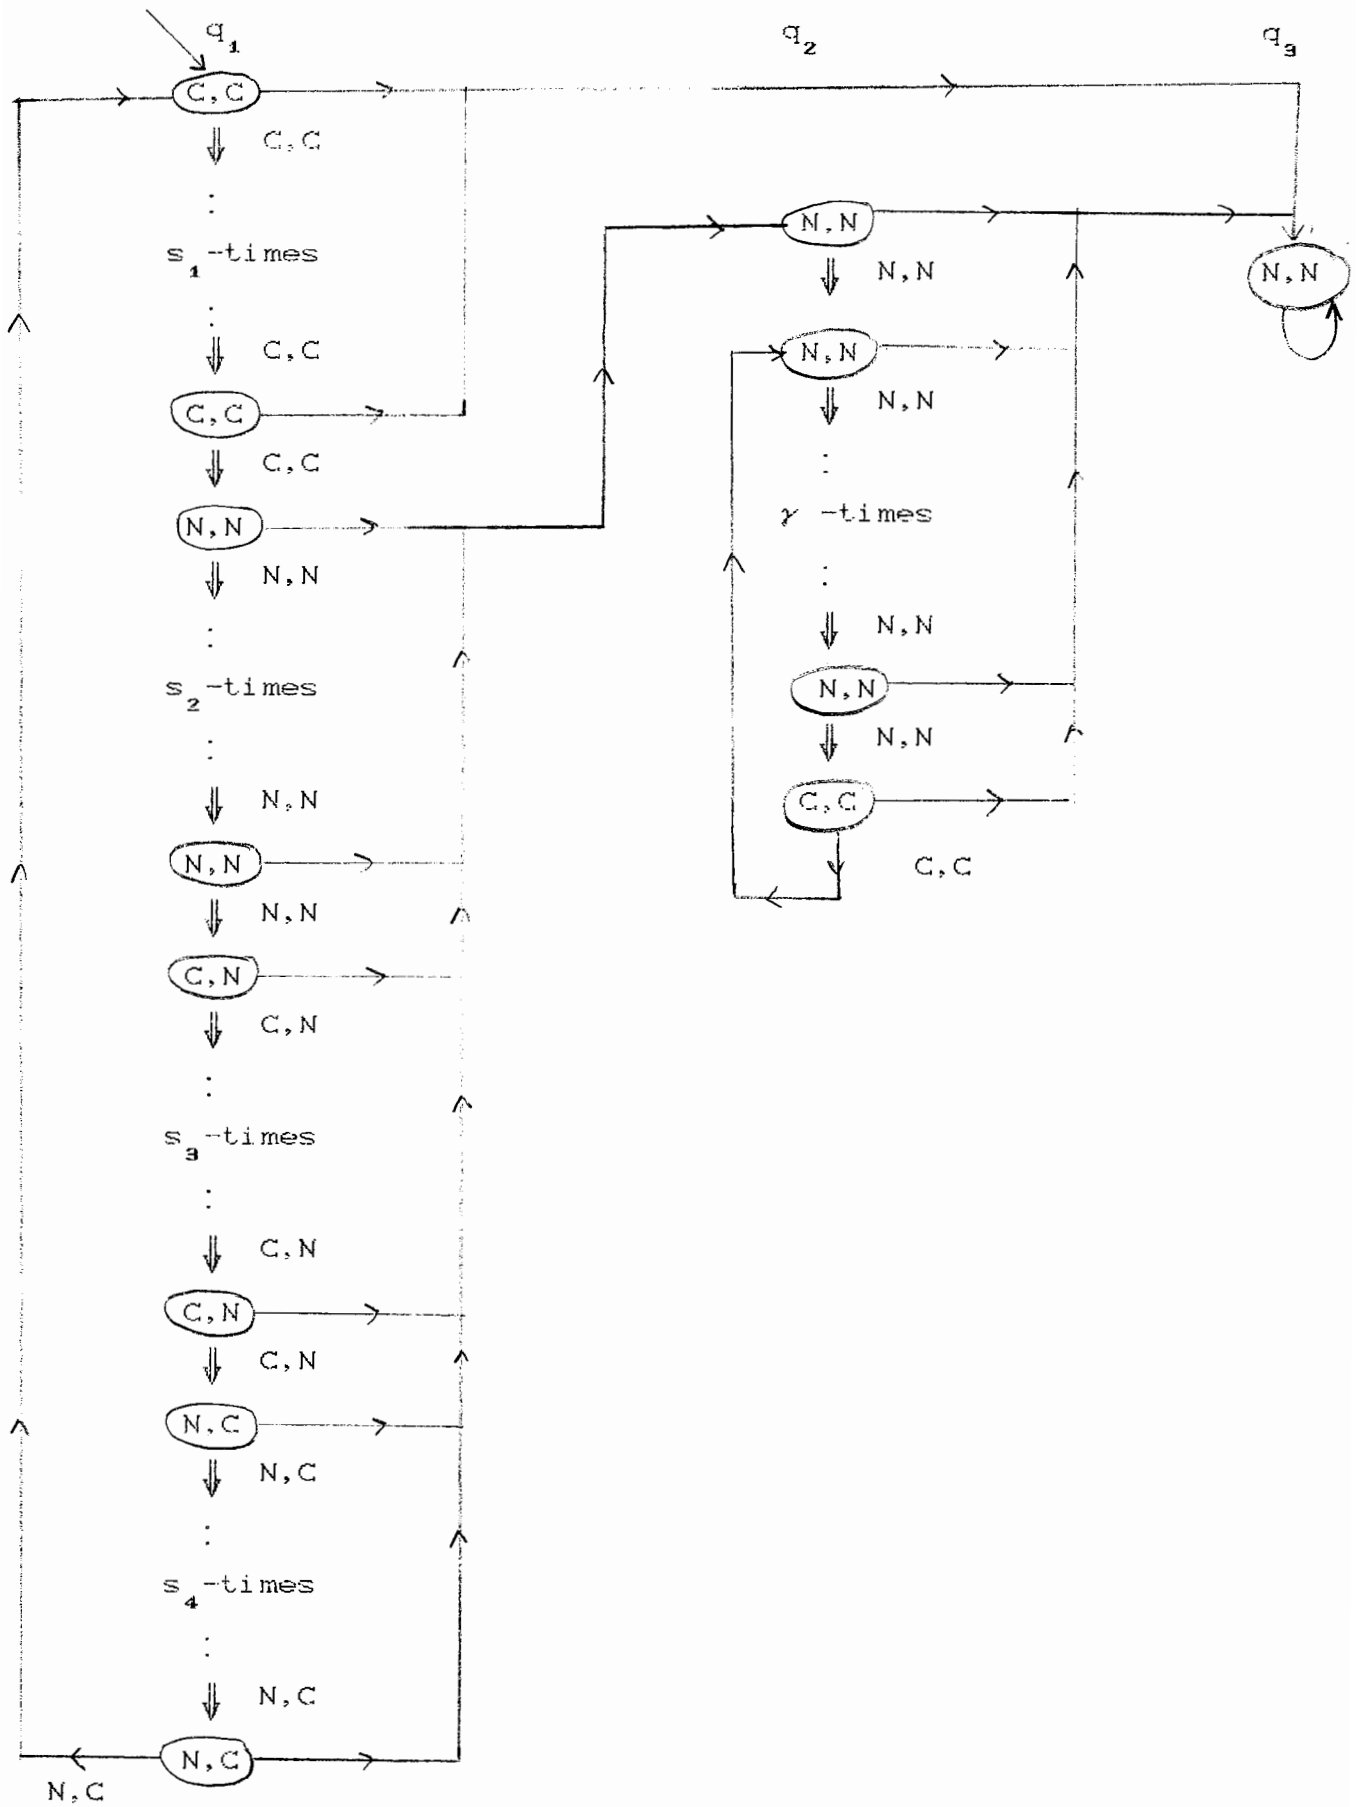 q₁ q₂ q₃
C,C
C,C
:
s₁-times
:
C,C
C,C
C,C
N,N
N,N
:
s₂-times
:
N,N
N,N
N,N
C,N
C,N
:
s₃-times
:
C,N
C,N
C,N
N,C
N,C
:
s₄-times
:
N,C
N,C
N,C
N,N
N,N
N,N
N,N
:
γ -times
:
N,N
N,N
N,N
C,C
C,C
N,N